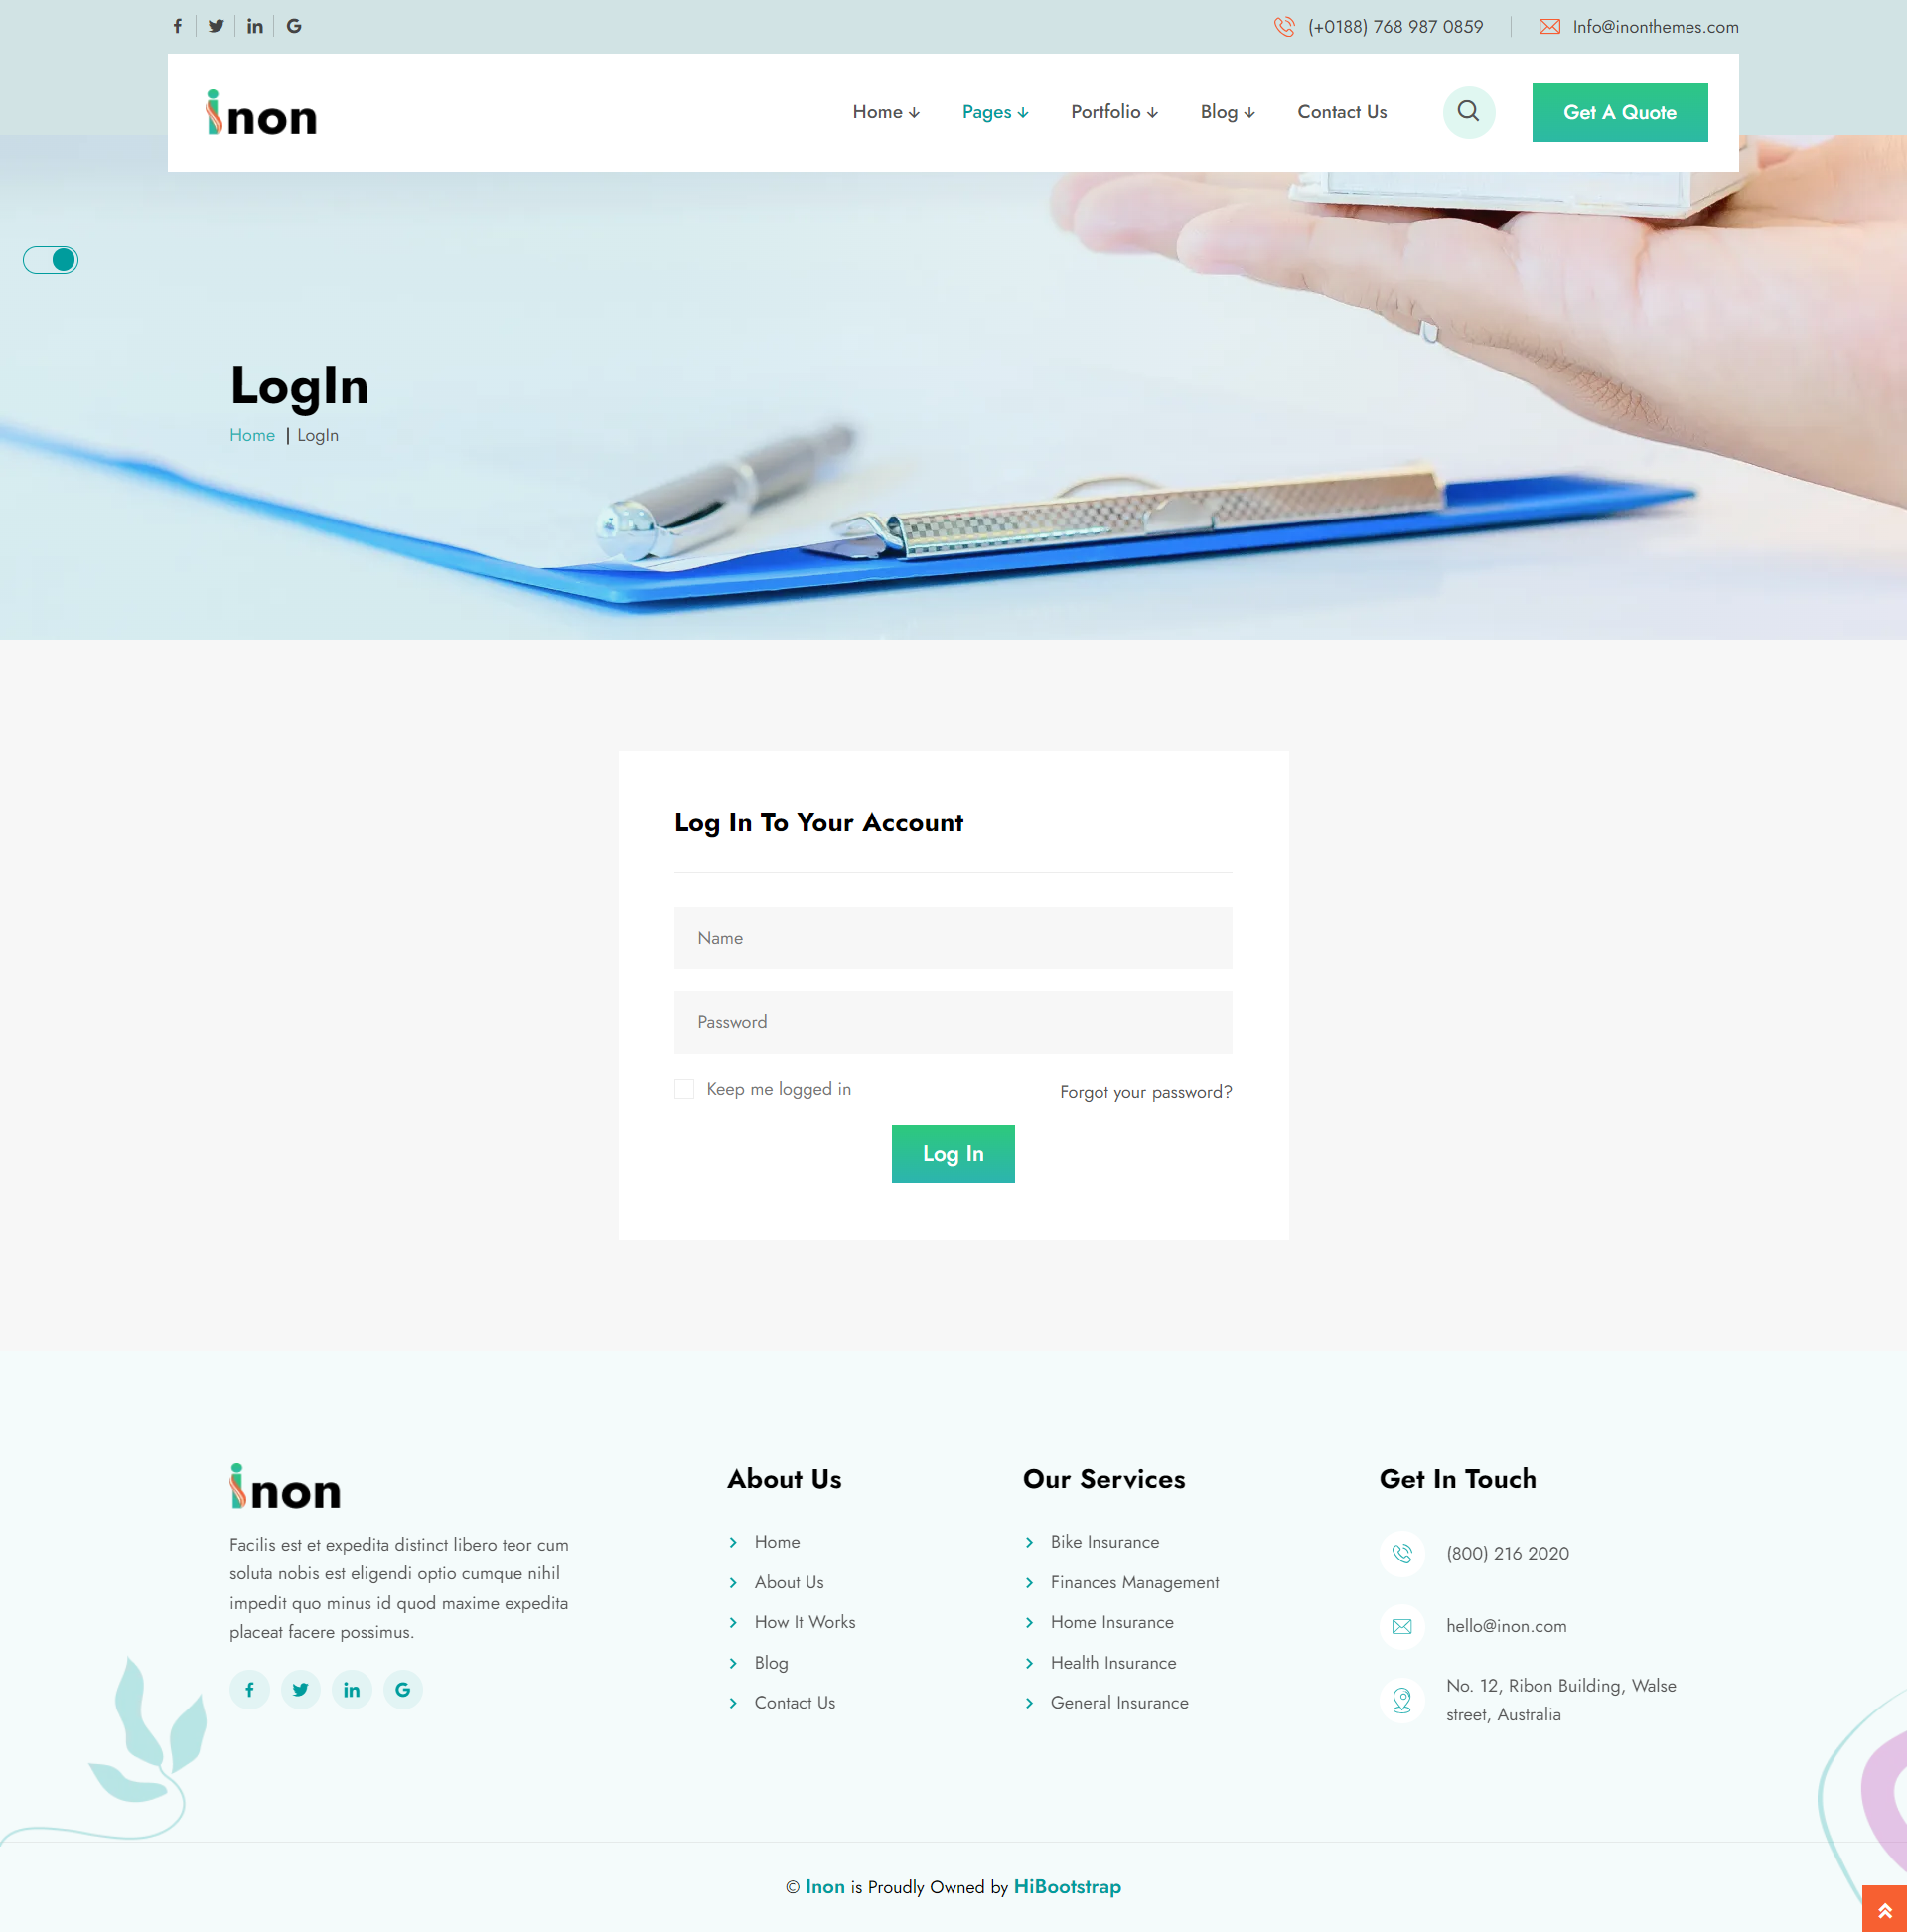 (+0188) 768 987 0859
Info@inonthemes.com
inon
Home
Pages
Portfolio
Blog
Contact Us
Get A Quote
LogIn
Home | LogIn
Log In To Your Account
Name
Password
Keep me logged in
Forgot your password?
Log In
inon
Facilis est et expedita distinct libero teor cum
soluta nobis est eligendi optio cumque nihil
impedit quo minus id quod maxime expedita
placeat facere possimus.
About Us
Home
About Us
How It Works
Blog
Contact Us
Our Services
Bike Insurance
Finances Management
Home Insurance
Health Insurance
General Insurance
Get In Touch
(800) 216 2020
hello@inon.com
No. 12, Ribon Building, Walse
street, Australia
© Inon is Proudly Owned by HiBootstrap